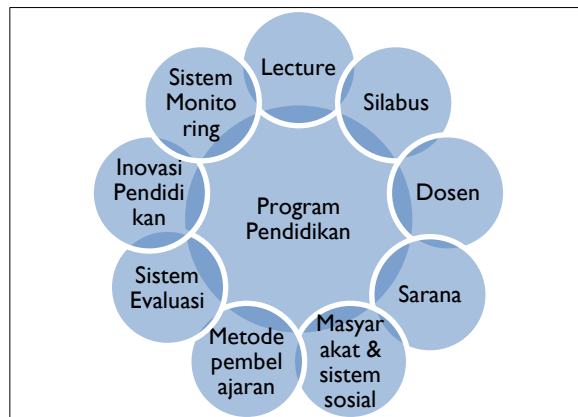 Lecture
Silabus
Dosen
Sarana
Masyar
akat &
sistem
sosial
Metode
pembel
ajaran
Sistem
Evaluasi
Inovasi
Pendidi
kan
Sistem
Monito
ring
Program
Pendidikan